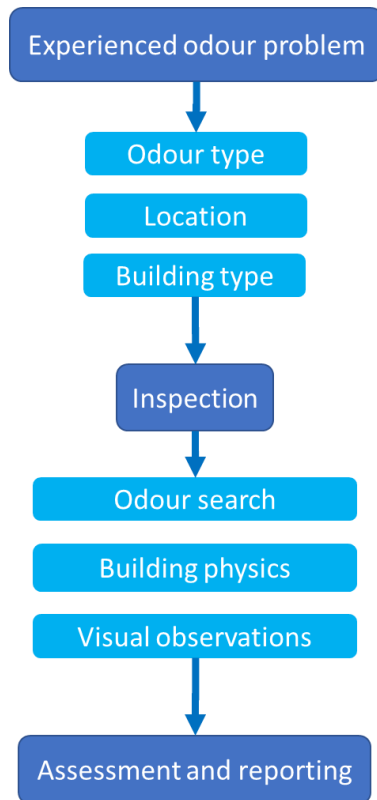 Experienced odour problem
Odour type
Location
Building type
Inspection
Odour search
Building physics
Visual observations
Assessment and reporting